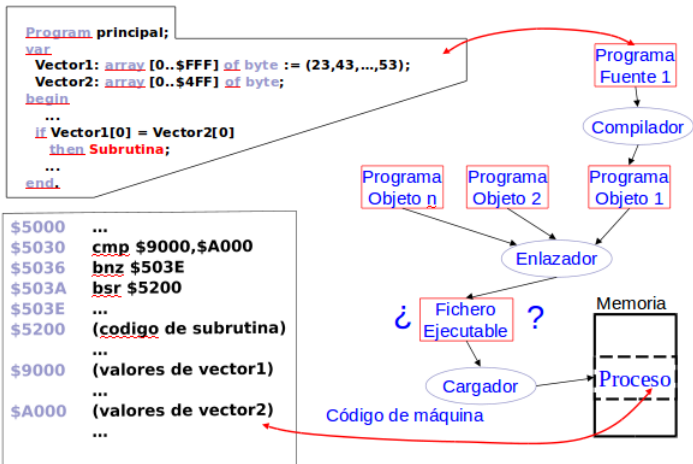 Program principal;
var
Vector1: array [0..$FFF] of byte := (23,43,...,53);
Vector2: array [0..$4FF] of byte;
begin
...
if Vector1[0] = Vector2[0]
then Subrutina;
...
end.
Programa
Fuente 1
Compilador
Programa
Objeto n
Programa
Objeto 2
Programa
Objeto 1
Enlazador
¿ Fichero
Ejecutable ?
Cargador
Memoria
Proceso
Código de máquina
$5000 ...
$5030 cmp $9000,$A000
$5036 bnz $503E
$503A bsr $5200
$503E ...
$5200 (codigo de subrutina)
...
$9000 (valores de vector1)
...
$A000 (valores de vector2)
...